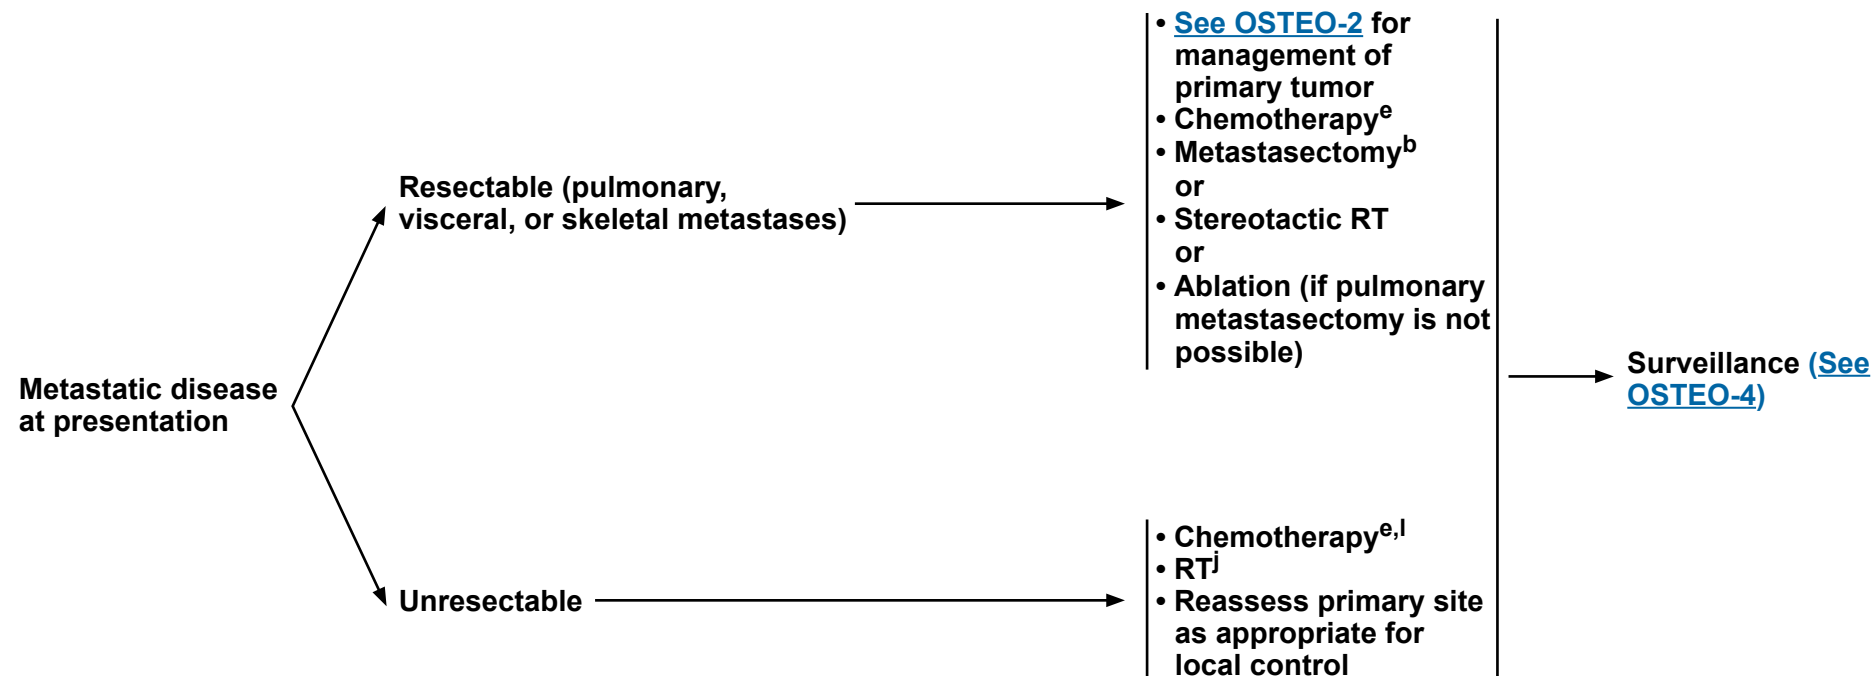 Metastatic disease
at presentation
Resectable (pulmonary,
visceral, or skeletal metastases)
• See OSTEO-2 for
management of
primary tumor
• Chemotherapyᵉ
• Metastasectomyᵇ
or
• Stereotactic RT
or
• Ablation (if pulmonary
metastasectomy is not
possible)
Unresectable
• Chemotherapyᵉ,ˡ
• RTʲ
• Reassess primary site
as appropriate for
local control
Surveillance (See
OSTEO-4)